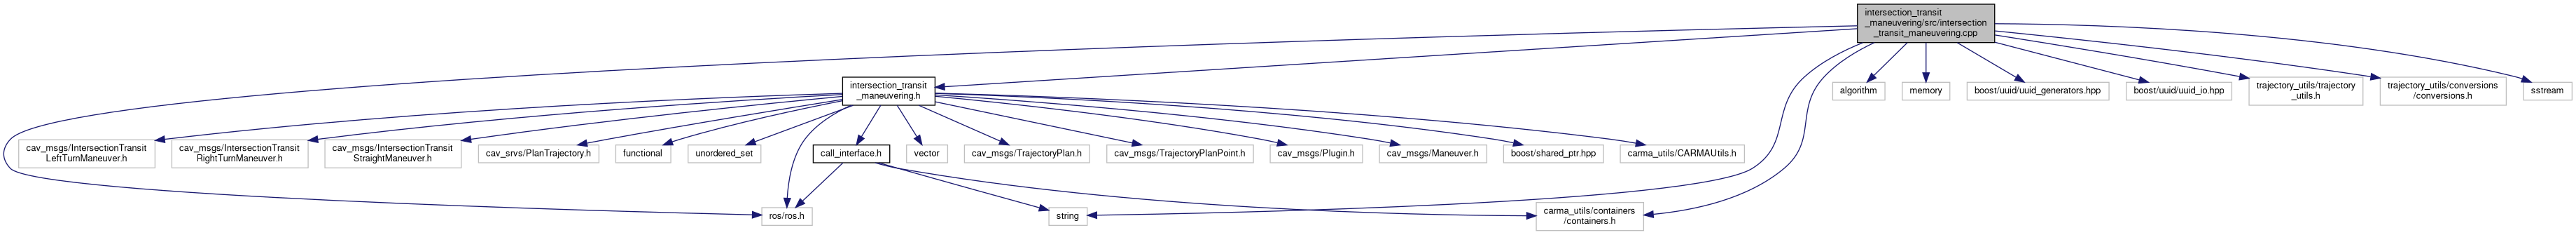 intersection_transit
_maneuvering/src/intersection
_transit_maneuvering.cpp
intersection_transit
_maneuvering.h
algorithm
memory
boost/uuid/uuid_generators.hpp
boost/uuid/uuid_io.hpp
trajectory_utils/trajectory
_utils.h
trajectory_utils/conversions
/conversions.h
sstream
cav_msgs/IntersectionTransit
LeftTurnManeuver.h
cav_msgs/IntersectionTransit
RightTurnManeuver.h
cav_msgs/IntersectionTransit
StraightManeuver.h
cav_srvs/PlanTrajectory.h
functional
unordered_set
call_interface.h
vector
cav_msgs/TrajectoryPlan.h
cav_msgs/TrajectoryPlanPoint.h
cav_msgs/Plugin.h
cav_msgs/Maneuver.h
boost/shared_ptr.hpp
carma_utils/CARMAUtils.h
ros/ros.h
string
carma_utils/containers
/containers.h